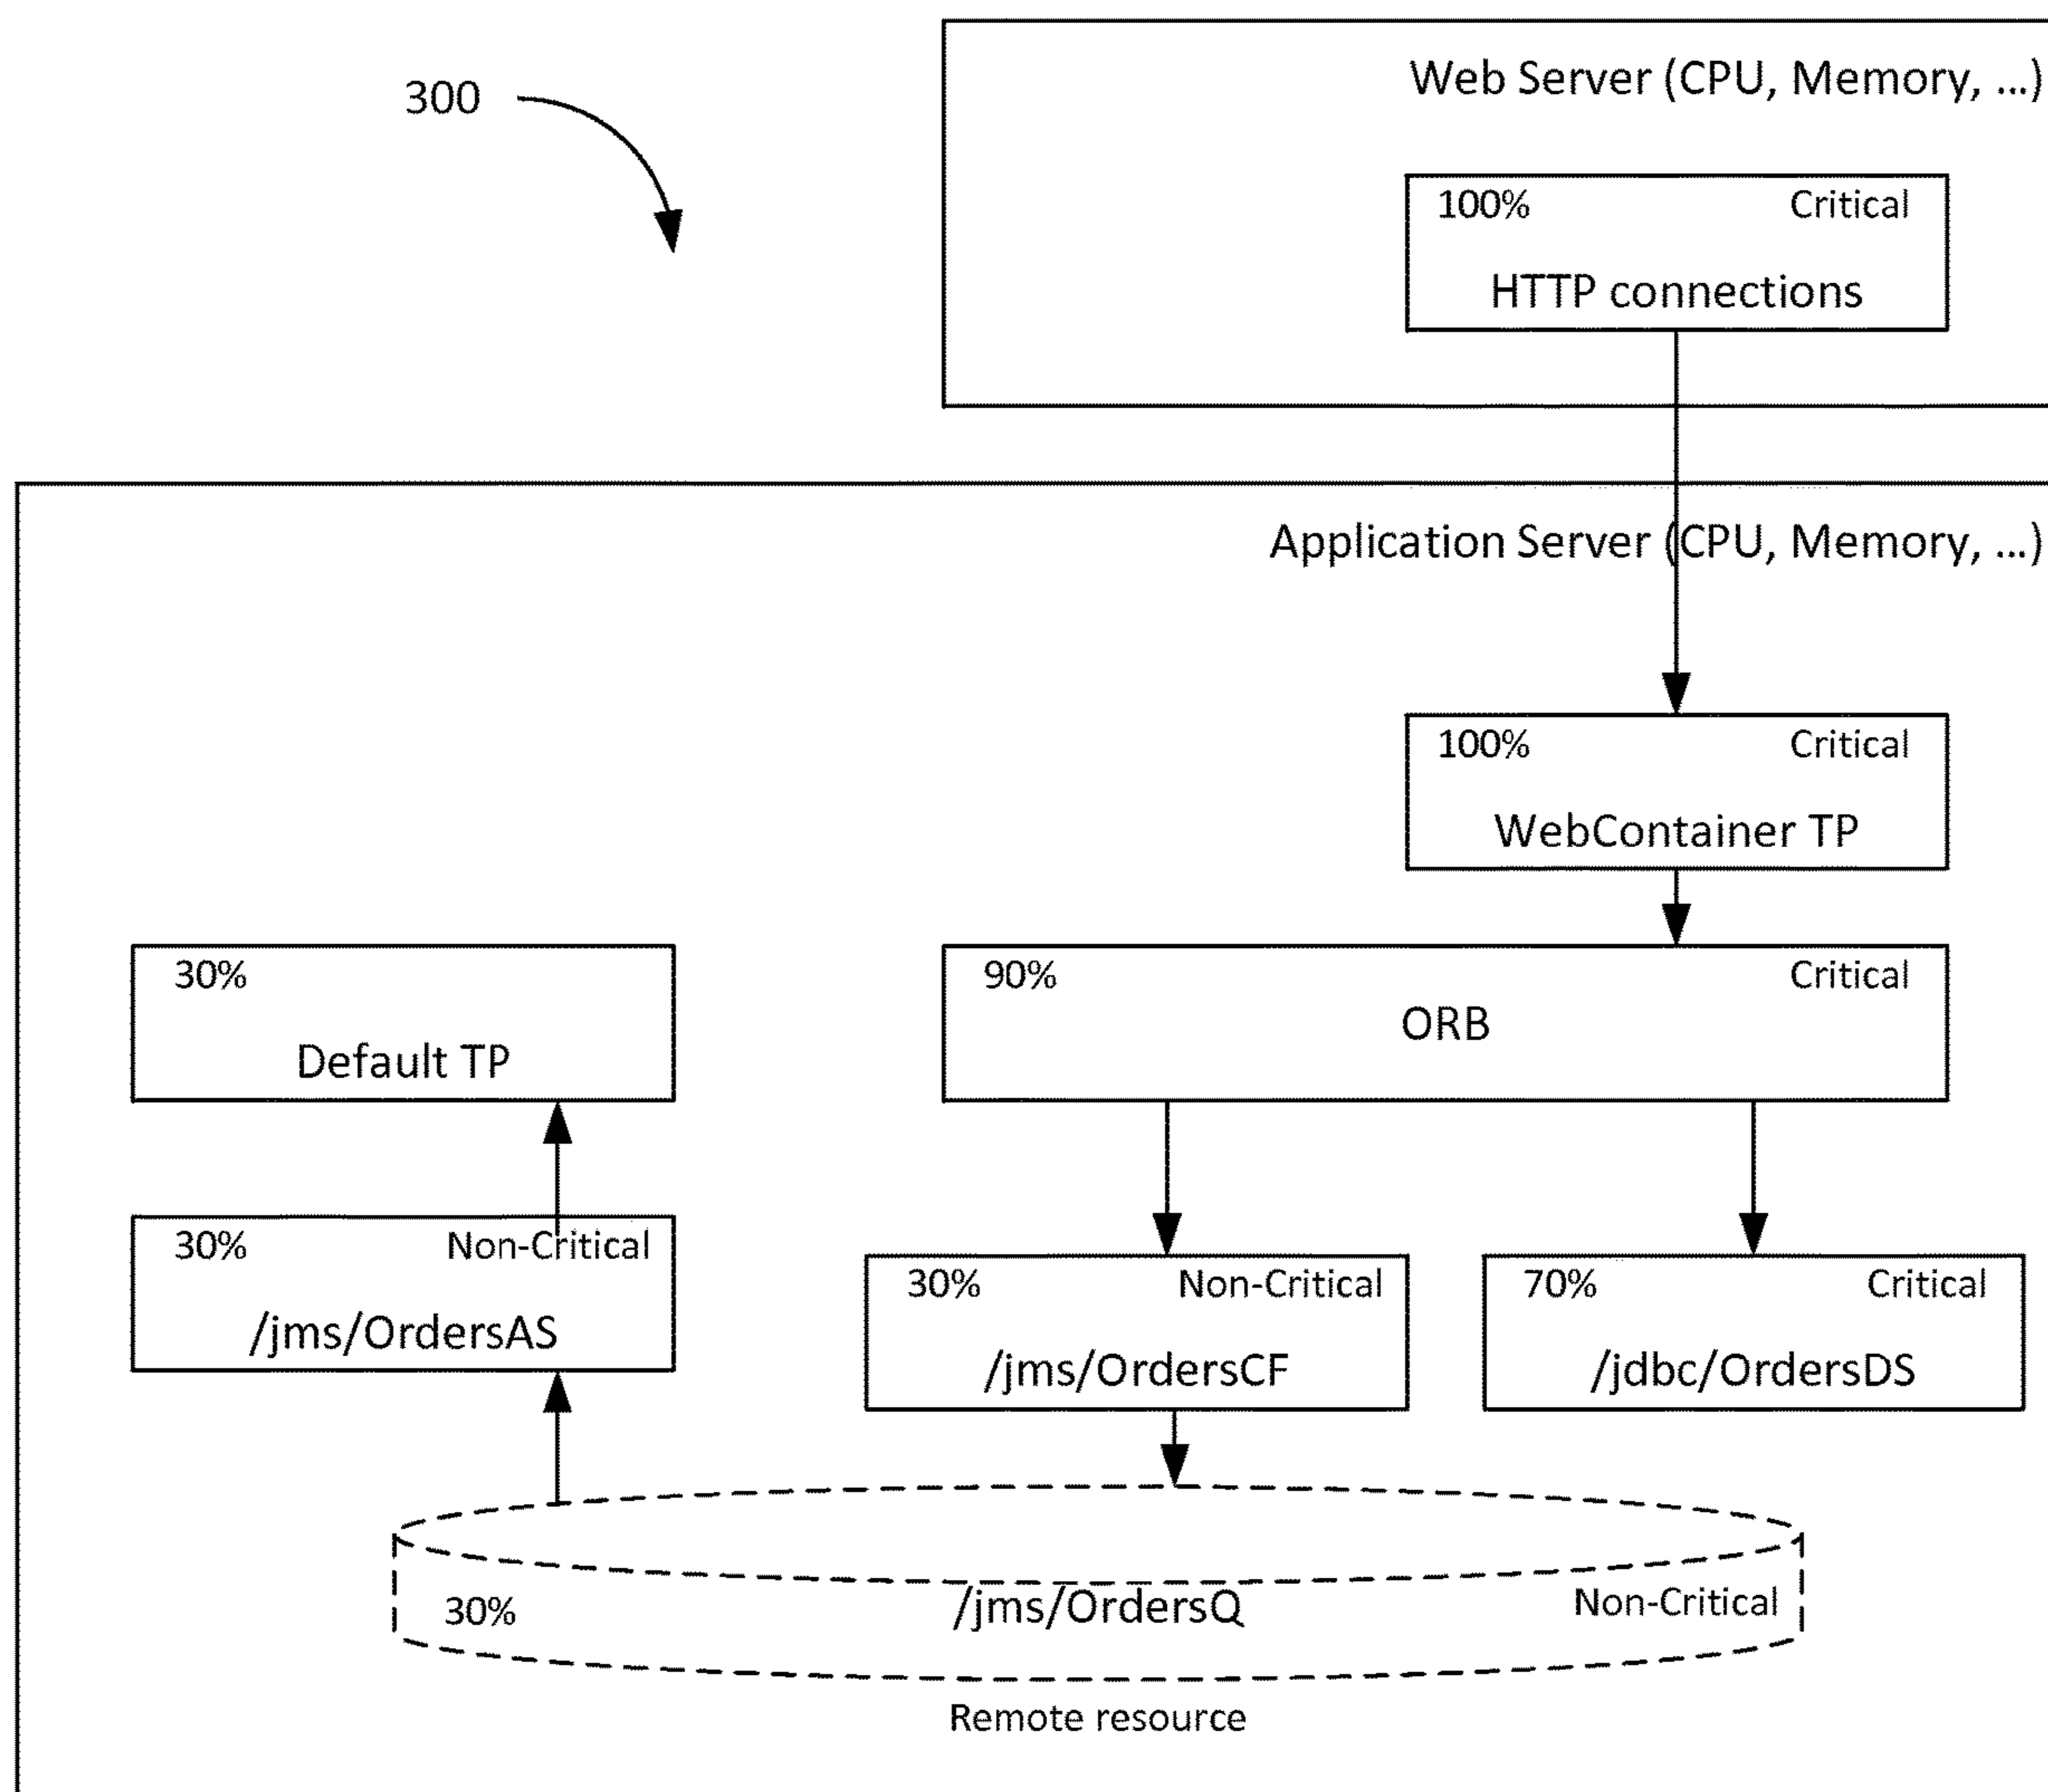 300
Web Server (CPU, Memory, ...)
100% Critical
HTTP connections
Application Server (CPU, Memory, ...)
100% Critical
WebContainer TP
30%
Default TP
90% Critical
ORB
30% Non-Critical
/jms/OrdersAS
30% Non-Critical
/jms/OrdersCF
70% Critical
/jdbc/OrdersDS
30% /jms/OrdersQ Non-Critical
Remote resource